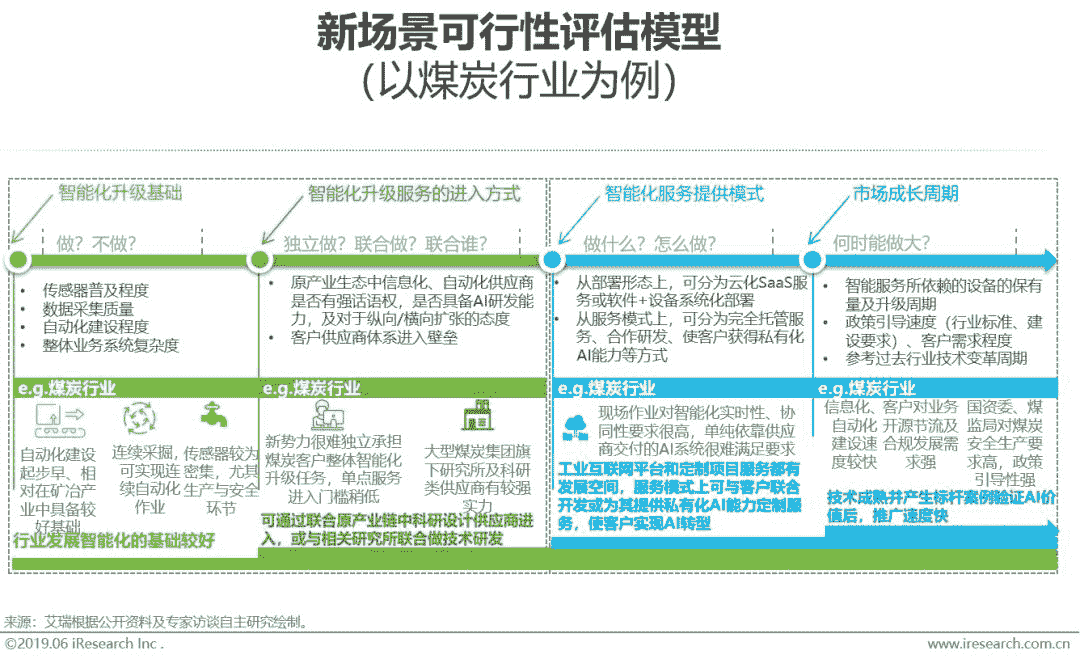 新场景可行性评估模型
（以煤炭行业为例）
智能化升级基础
做？不做？
• 传感器普及程度
• 数据采集质量
• 自动化建设程度
• 整体业务系统复杂度
e.g.煤炭行业
自动化建设
起步早、相
对在矿冶产
业中具备较
好基础
连续采掘，
可实现连
续自动化
作业
传感器较为
密集，尤其
生产与安全
环节
行业发展智能化的基础较好
智能化升级服务的进入方式
独立做？联合做？联合谁？
• 原产业生态中信息化、自动化供应商
是否有强话语权，是否具备AI研发能
力，及对于纵向/横向扩张的态度
• 客户供应商体系进入壁垒
e.g.煤炭行业
新势力很难独立承担
煤炭客户整体智能化
升级任务，单点服务
进入门槛稍低
大型煤炭集团旗
下研究所及科研
类供应商有较强
实力
可通过联合原产业链中科研设计供应商进
入，或与相关研究所联合做技术研发
智能化服务提供模式
做什么？怎么做？
• 从部署形态上，可分为云化SaaS服
务或软件+设备系统化部署
• 从服务模式上，可分为完全托管服
务、合作研发、使客户获得私有化
AI能力等方式
e.g.煤炭行业
现场作业对智能化实时性、协
同性要求很高，单纯依靠供应
商交付的AI系统很难满足要求
工业互联网平台和定制项目服务都有
发展空间，服务模式上可与客户联合
开发或为其提供私有化AI能力定制服
务，使客户实现AI转型
市场成长周期
何时能做大？
• 智能服务所依赖的设备的保有
量及升级周期
• 政策引导速度（行业标准、建
设要求）、客户需求程度
• 参考过去行业技术变革周期
e.g.煤炭行业
信息化、
自动化
建设速
度较快
客户对业务
开源节流及
合规发展需
求强
国资委、煤
监局对煤炭
安全生产要
求高，政策
引导性强
技术成熟并产生标杆案例验证AI价
值后，推广速度快
来源：艾瑞根据公开资料及专家访谈自主研究绘制。
©2019.06 iResearch Inc .
www.iresearch.com.cn